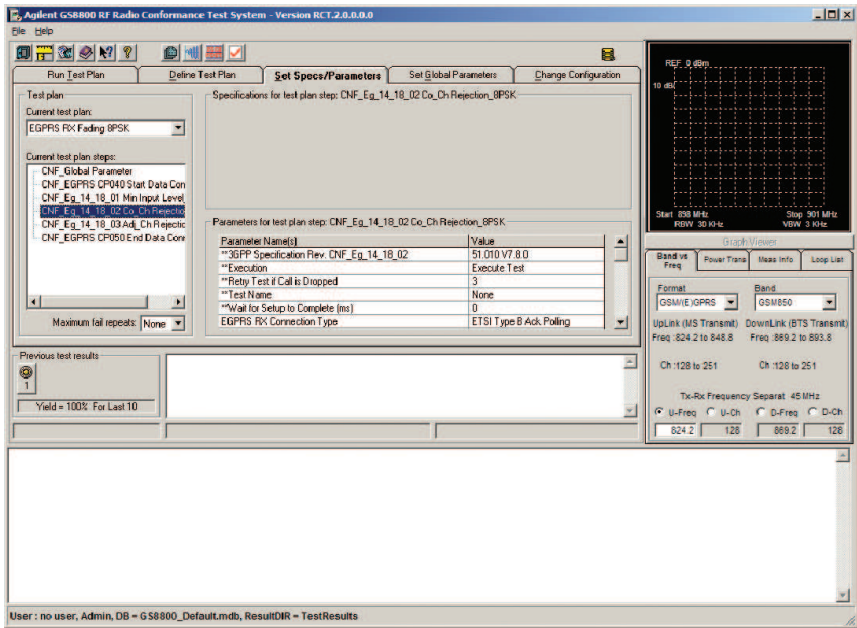 Agilent GS8800 RF Radio Conformance Test System - Version RCT.2.0.0.0.0
File Help
Run Test Plan
Define Test Plan
Set Specs/Parameters
Set Global Parameters
Change Configuration
Test plan
Current test plan:
EGPRS RX Fading 8PSK
Current test plan steps:
CNF_Global Parameter
CNF_EGPRS CP040 Start Data Con
CNF_Eg_14_18_01 Min Input Level_
CNF_Eg_14_18_02 Co_Ch Rejectio
CNF_Eg_14_18_03 Adj_Ch Rejectic
CNF_EGPRS CP050 End Data Conn
Maximum fail repeats: None
Specifications for test plan step: CNF_Eg_14_18_02 Co_Ch Rejection_8PSK
Parameters for test plan step: CNF_Eg_14_18_02 Co_Ch Rejection_8PSK
Parameter Name(s) Value
**3GPP Specification Rev. CNF_Eg_14_18_02 51.010 V7.8.0
**Execution Execute Test
**Retry Test if Call is Dropped 3
**Test Name None
**Wait for Setup to Complete (ms) 0
EGPRS RX Connection Type ETSI Type B Ack Polling
Previous test results
1
Yield = 100% For Last 10
REF 0 dBm
10 dB/
Start 898 MHz Stop 901 MHz
RBW 30 KHz VBW 3 KHz
Graph Viewer
Band vs Freq
Power Trans
Meas Info
Loop List
Format Band
GSM/(E)GPRS GSM850
UpLink (MS Transmit) DownLink (BTS Transmit)
Freq :824.2 to 848.8 Freq :869.2 to 893.8
Ch :128 to 251 Ch :128 to 251
Tx-Rx Frequency Separat 45 MHz
U-Freq U-Ch D-Freq D-Ch
824.2 128 869.2 128
User : no user, Admin, DB = GS8800_Default.mdb, ResultDIR = TestResults